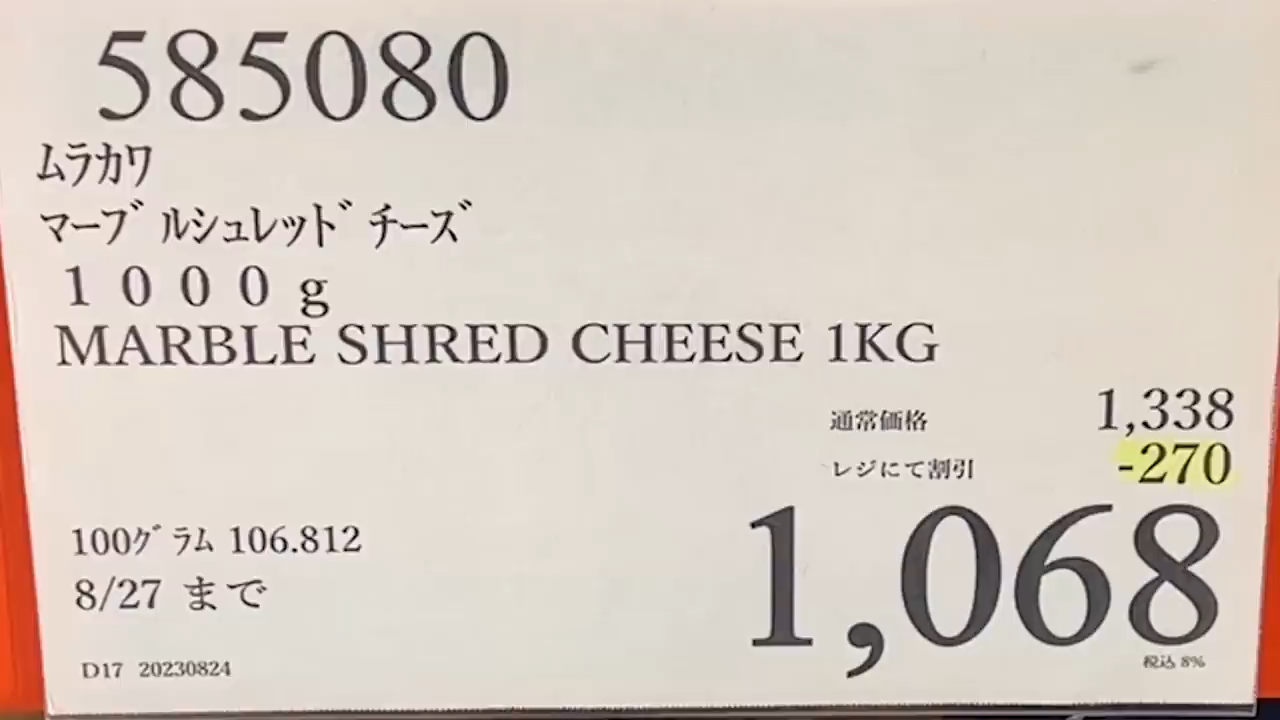 585080
ムラカワ
マーブルシュレッドチーズ
１０００ｇ
MARBLE SHRED CHEESE 1KG
通常価格 1,338
レジにて割引 -270
1,068
100グラム 106.812
8/27 まで
税込 8%
D17 20230824